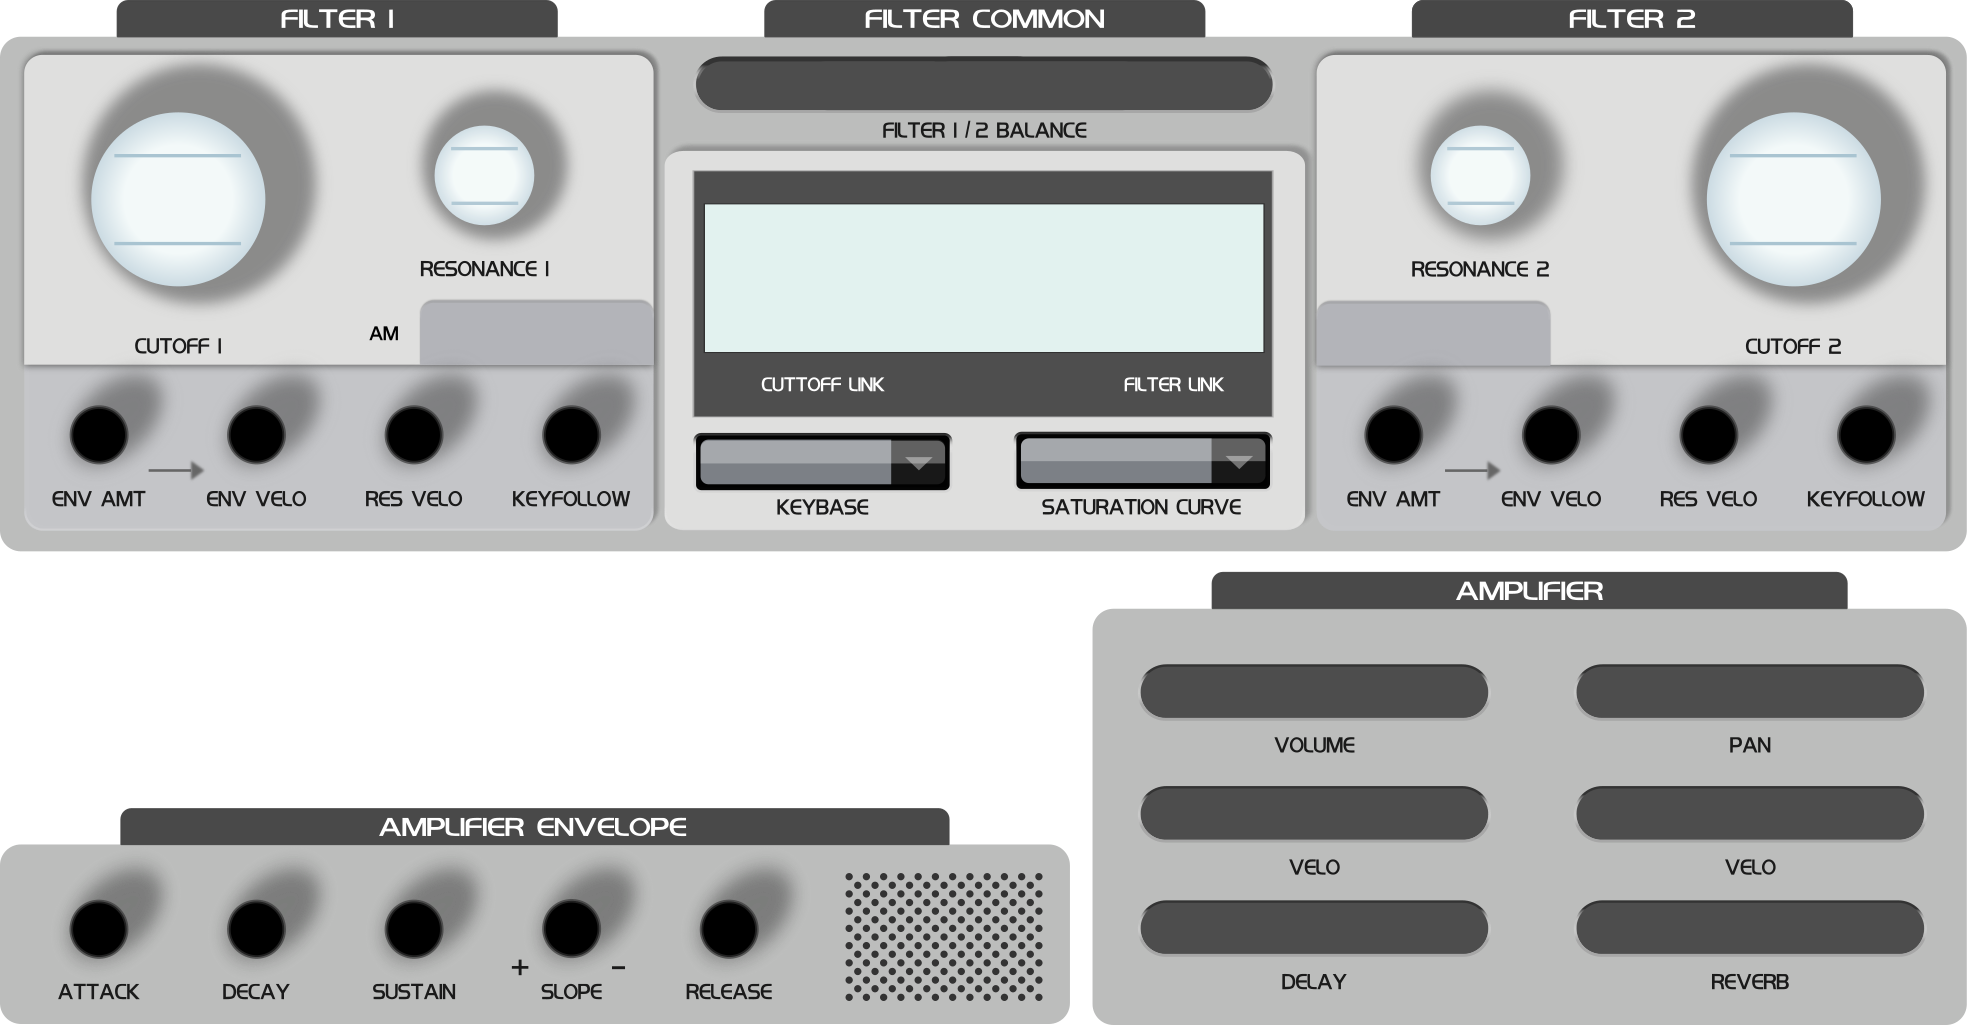 FILTER 1
FILTER COMMON
FILTER 2
FILTER 1 / 2 BALANCE
RESONANCE 1
CUTOFF 1
AM
RESONANCE 2
CUTOFF 2
CUTTOFF LINK
FILTER LINK
ENV AMT
ENV VELO
RES VELO
KEYFOLLOW
KEYBASE
SATURATION CURVE
ENV AMT
ENV VELO
RES VELO
KEYFOLLOW
AMPLIFIER
VOLUME
PAN
VELO
VELO
DELAY
REVERB
AMPLIFIER ENVELOPE
+
-
ATTACK
DECAY
SUSTAIN
SLOPE
RELEASE